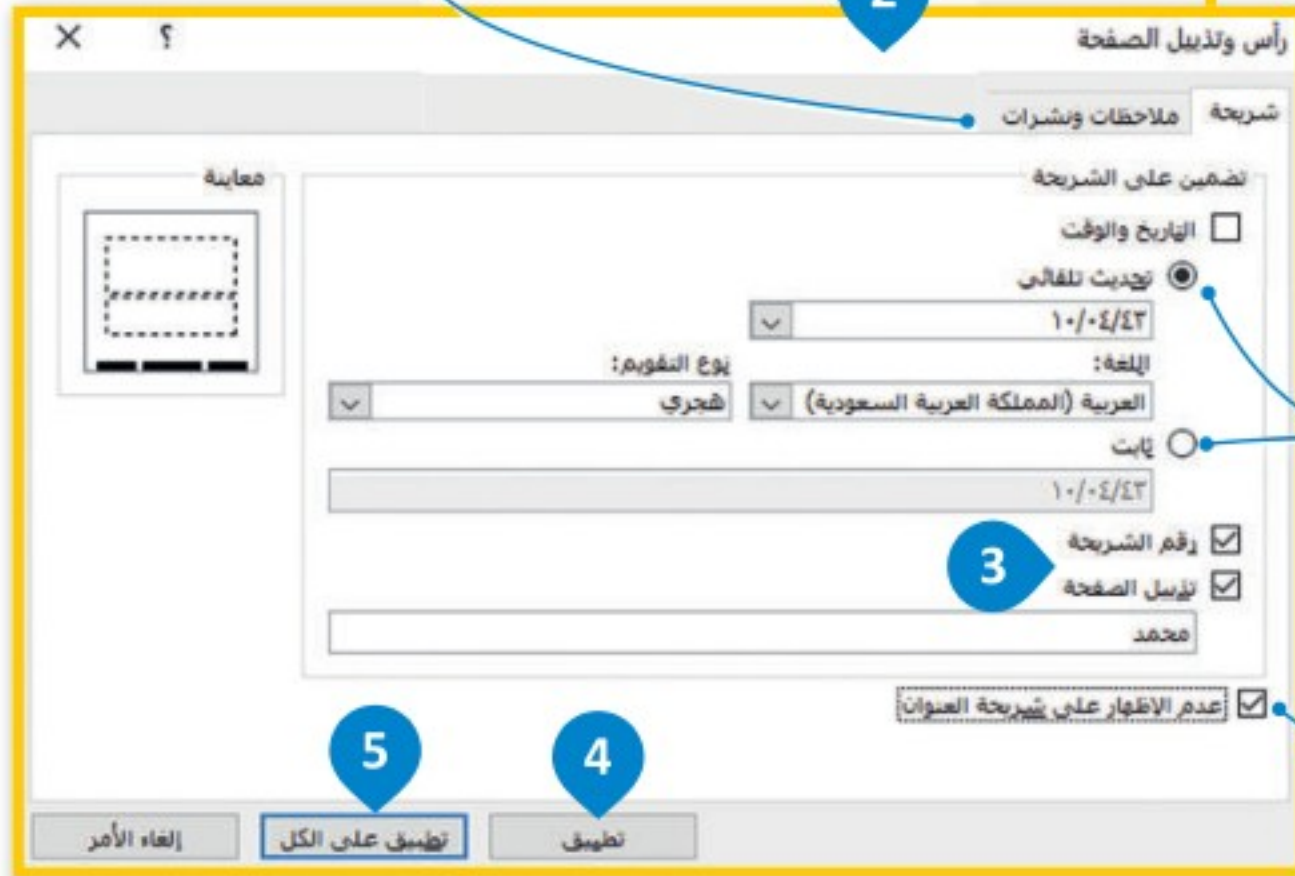 2
رأس وتذييل الصفحة
؟
شريحة
ملاحظات ونشرات
تضمين على الشريحة
معاينة
التاريخ والوقت
تحديث تلقائي
١٠/٠٤/٤٣
اللغة:
نوع التقويم:
العربية (المملكة العربية السعودية)
هجري
ثابت
١٠/٠٤/٤٣
رقم الشريحة
3
تذييل الصفحة
محمد
عدم الإظهار على شريحة العنوان
4
5
تطبيق
تطبيق على الكل
إلغاء الأمر